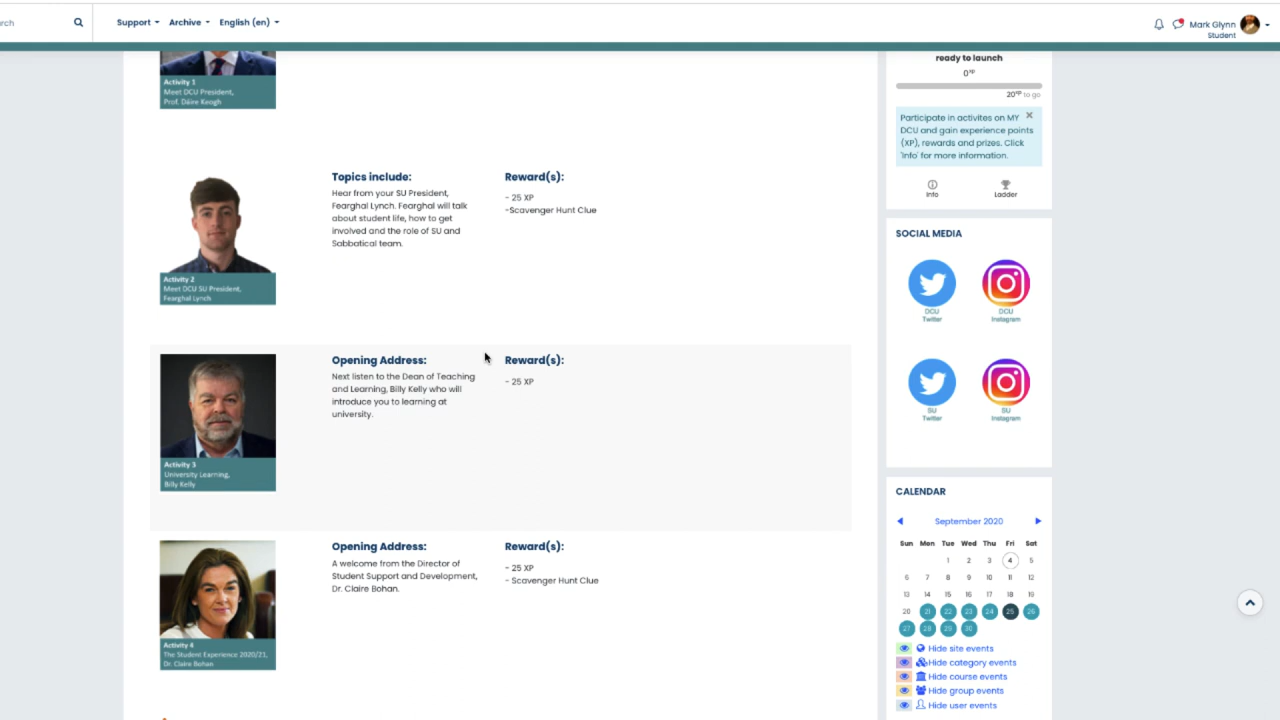 rch
Support
Archive
English (en)
Mark Glynn
Student
Activity 1
Meet DCU President,
Prof. Dáire Keogh
Topics include:
Hear from your SU President,
Fearghal Lynch. Fearghal will talk
about student life, how to get
involved and the role of SU and
Sabbatical team.
Reward(s):
- 25 XP
-Scavenger Hunt Clue
Activity 2
Meet DCU SU President,
Fearghal Lynch
Opening Address:
Next listen to the Dean of Teaching
and Learning, Billy Kelly who will
introduce you to learning at
university.
Reward(s):
- 25 XP
Activity 3
University Learning,
Billy Kelly
Opening Address:
A welcome from the Director of
Student Support and Development,
Dr. Claire Bohan.
Reward(s):
- 25 XP
- Scavenger Hunt Clue
Activity 4
The Student Experience 2020/21,
Dr. Claire Bohan
ready to launch
0xp
20xp to go
Participate in activites on MY
DCU and gain experience points
(XP), rewards and prizes. Click
'Info' for more information.
Info
Ladder
SOCIAL MEDIA
DCU
Twitter
DCU
Instagram
SU
Twitter
SU
Instagram
CALENDAR
September 2020
Sun Mon Tue Wed Thu Fri Sat
1 2 3 4 5
6 7 8 9 10 11 12
13 14 15 16 17 18 19
20 21 22 23 24 25 26
27 28 29 30
Hide site events
Hide category events
Hide course events
Hide group events
Hide user events